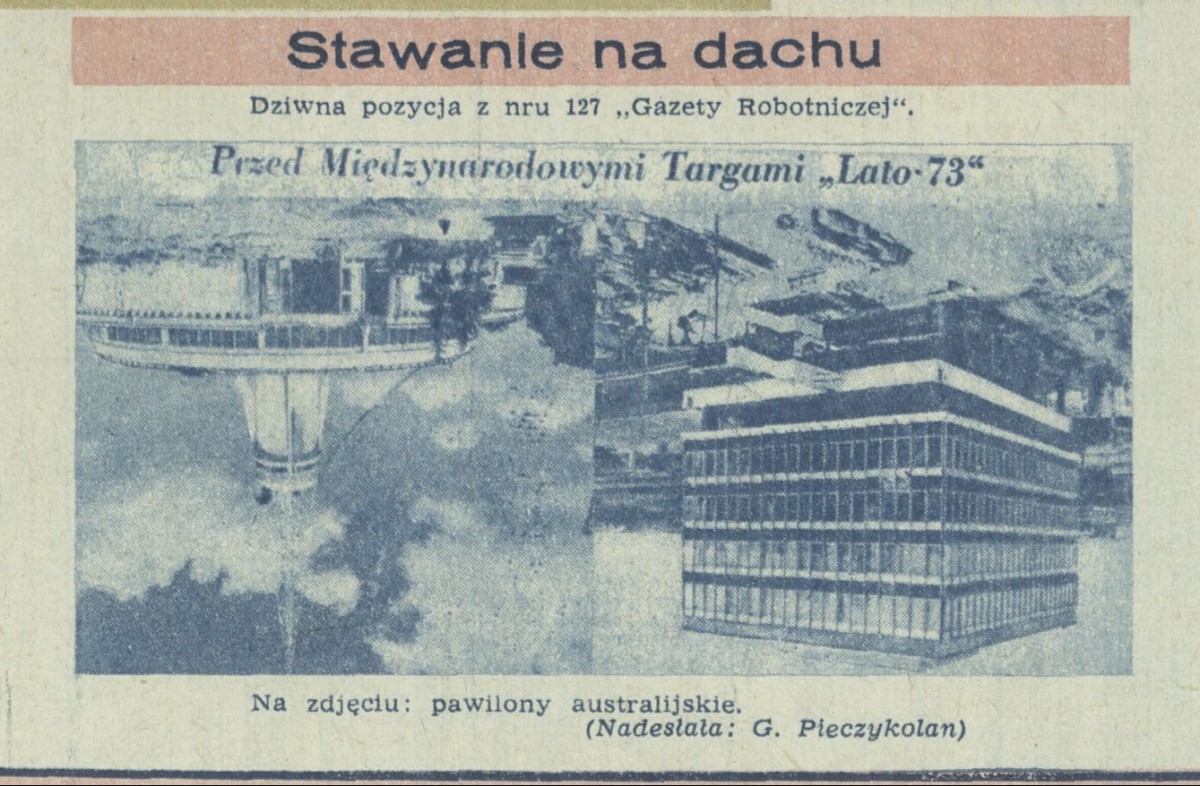 Stawanie na dachu
Dziwna pozycja z nru 127 „Gazety Robotniczej“.
Przed Międzynarodowymi Targami „Lato-73“
Na zdjęciu: pawilony australijskie.
(Nadesłała: G. Pieczykolan)